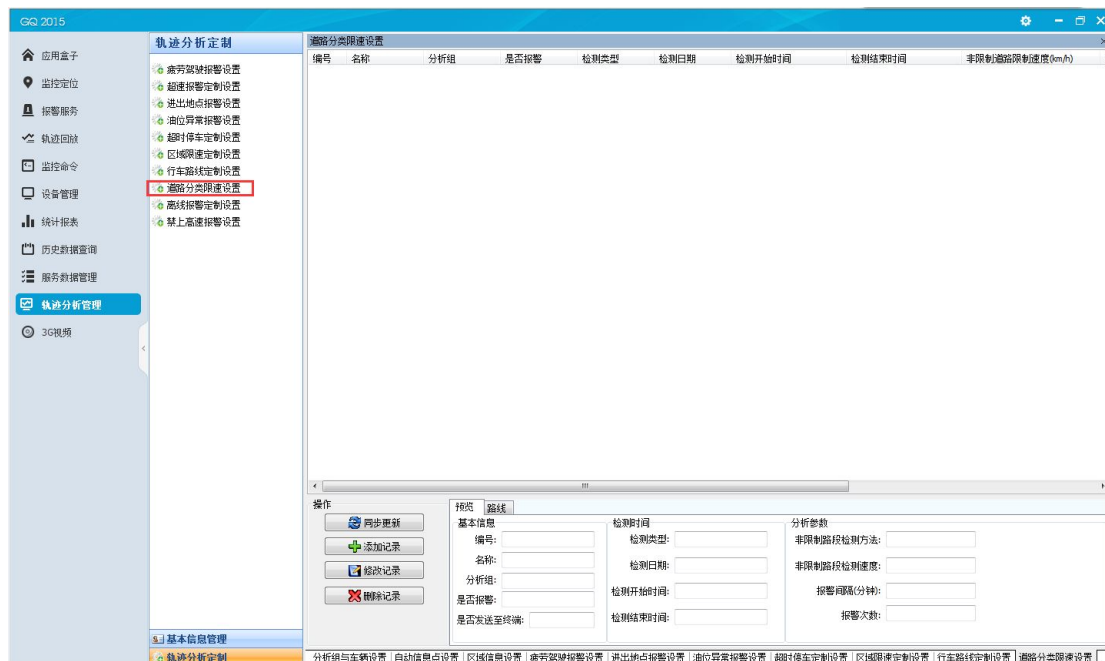 GQ 2015
应用盒子
监控定位
报警服务
轨迹回放
监控命令
设备管理
统计报表
历史数据查询
服务数据管理
轨迹分析管理
3G视频
轨迹分析定制
疲劳驾驶报警设置
超速报警定制设置
进出地点报警设置
油位异常报警设置
超时停车定制设置
区域限速定制设置
行车路线定制设置
道路分类限速设置
离线报警定制设置
禁上高速报警设置
基本信息管理
轨迹分析定制
道路分类限速设置
编号 名称 分析组 是否报警 检测类型 检测日期 检测开始时间 检测结束时间 非限制道路限制速度(km/h)
操作
同步更新
添加记录
修改记录
删除记录
预览 路线
基本信息
编号:
名称:
分析组:
是否报警:
是否发送至终端:
检测时间
检测类型:
检测日期:
检测开始时间:
检测结束时间:
分析参数
非限制路段检测方法:
非限制路段检测速度:
报警间隔(分钟):
报警次数:
分析组与车辆设置 自动信息点设置 区域信息设置 疲劳驾驶报警设置 进出地点报警设置 油位异常报警设置 超时停车定制设置 区域限速定制设置 行车路线定制设置 道路分类限速设置